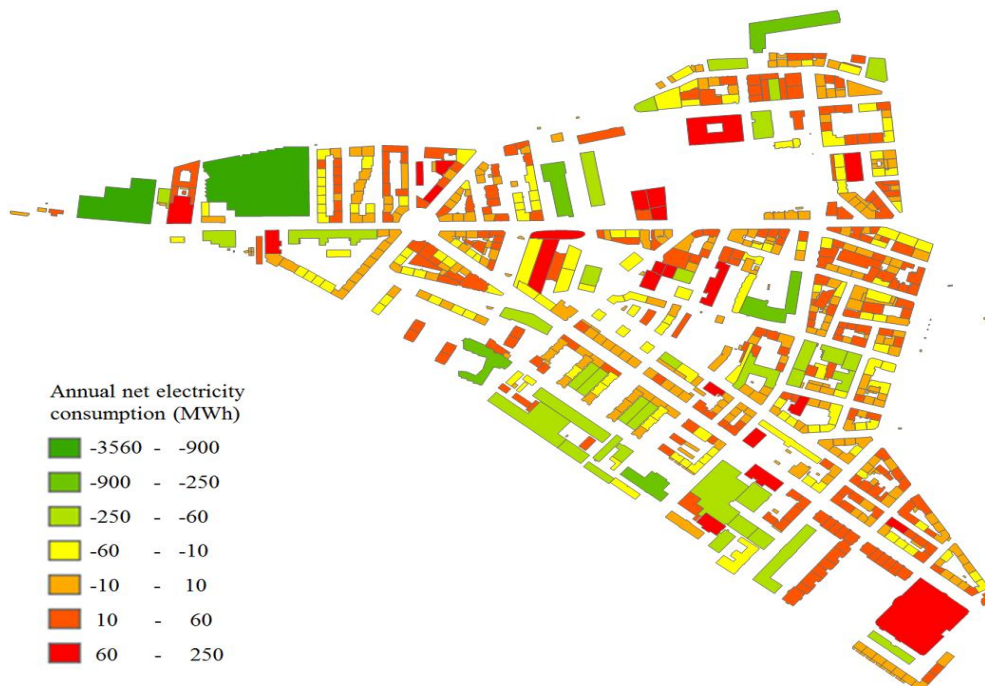 Annual net electricity
consumption (MWh)
-3560 - -900
-900 - -250
-250 - -60
-60 - -10
-10 - 10
10 - 60
60 - 250